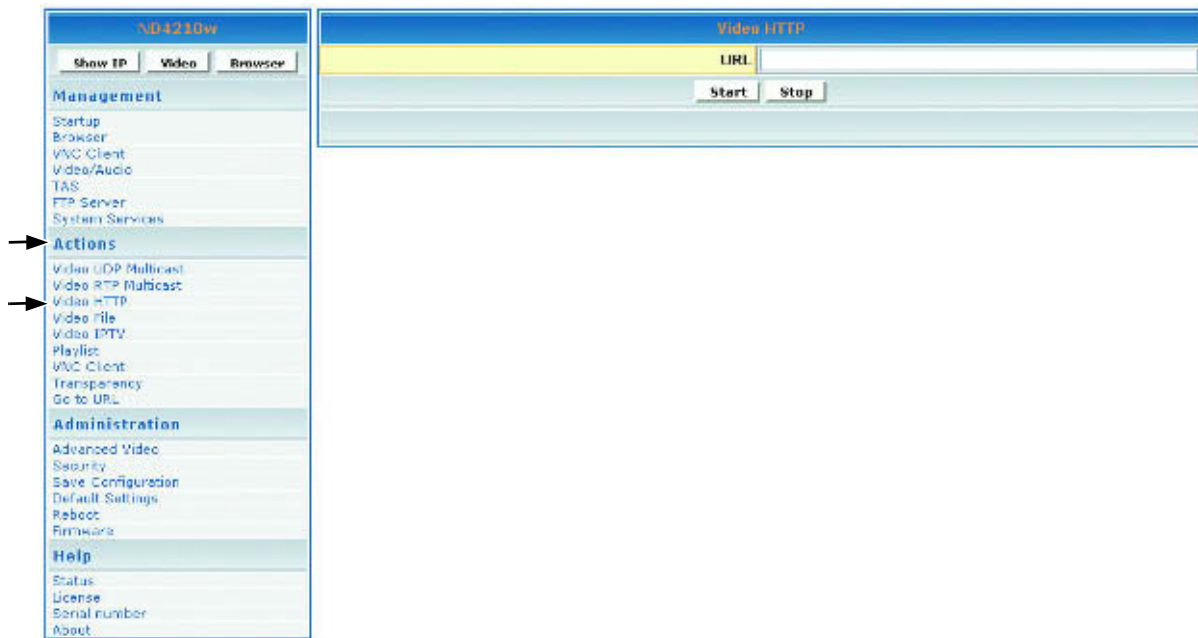 ND4210w
Show IP Video Browser
Management
Startup
Browser
VNC Client
Video/Audio
TAS
FTP Server
System Services
Actions
Video UDP Multicast
Video RTP Multicast
Video HTTP
Video File
Video IPTV
Playlist
VNC Client
Transparency
Go to URL
Administration
Advanced Video
Security
Save Configuration
Default Settings
Reboot
Firmware
Help
Status
License
Serial number
About
Video HTTP
URL
Start Stop